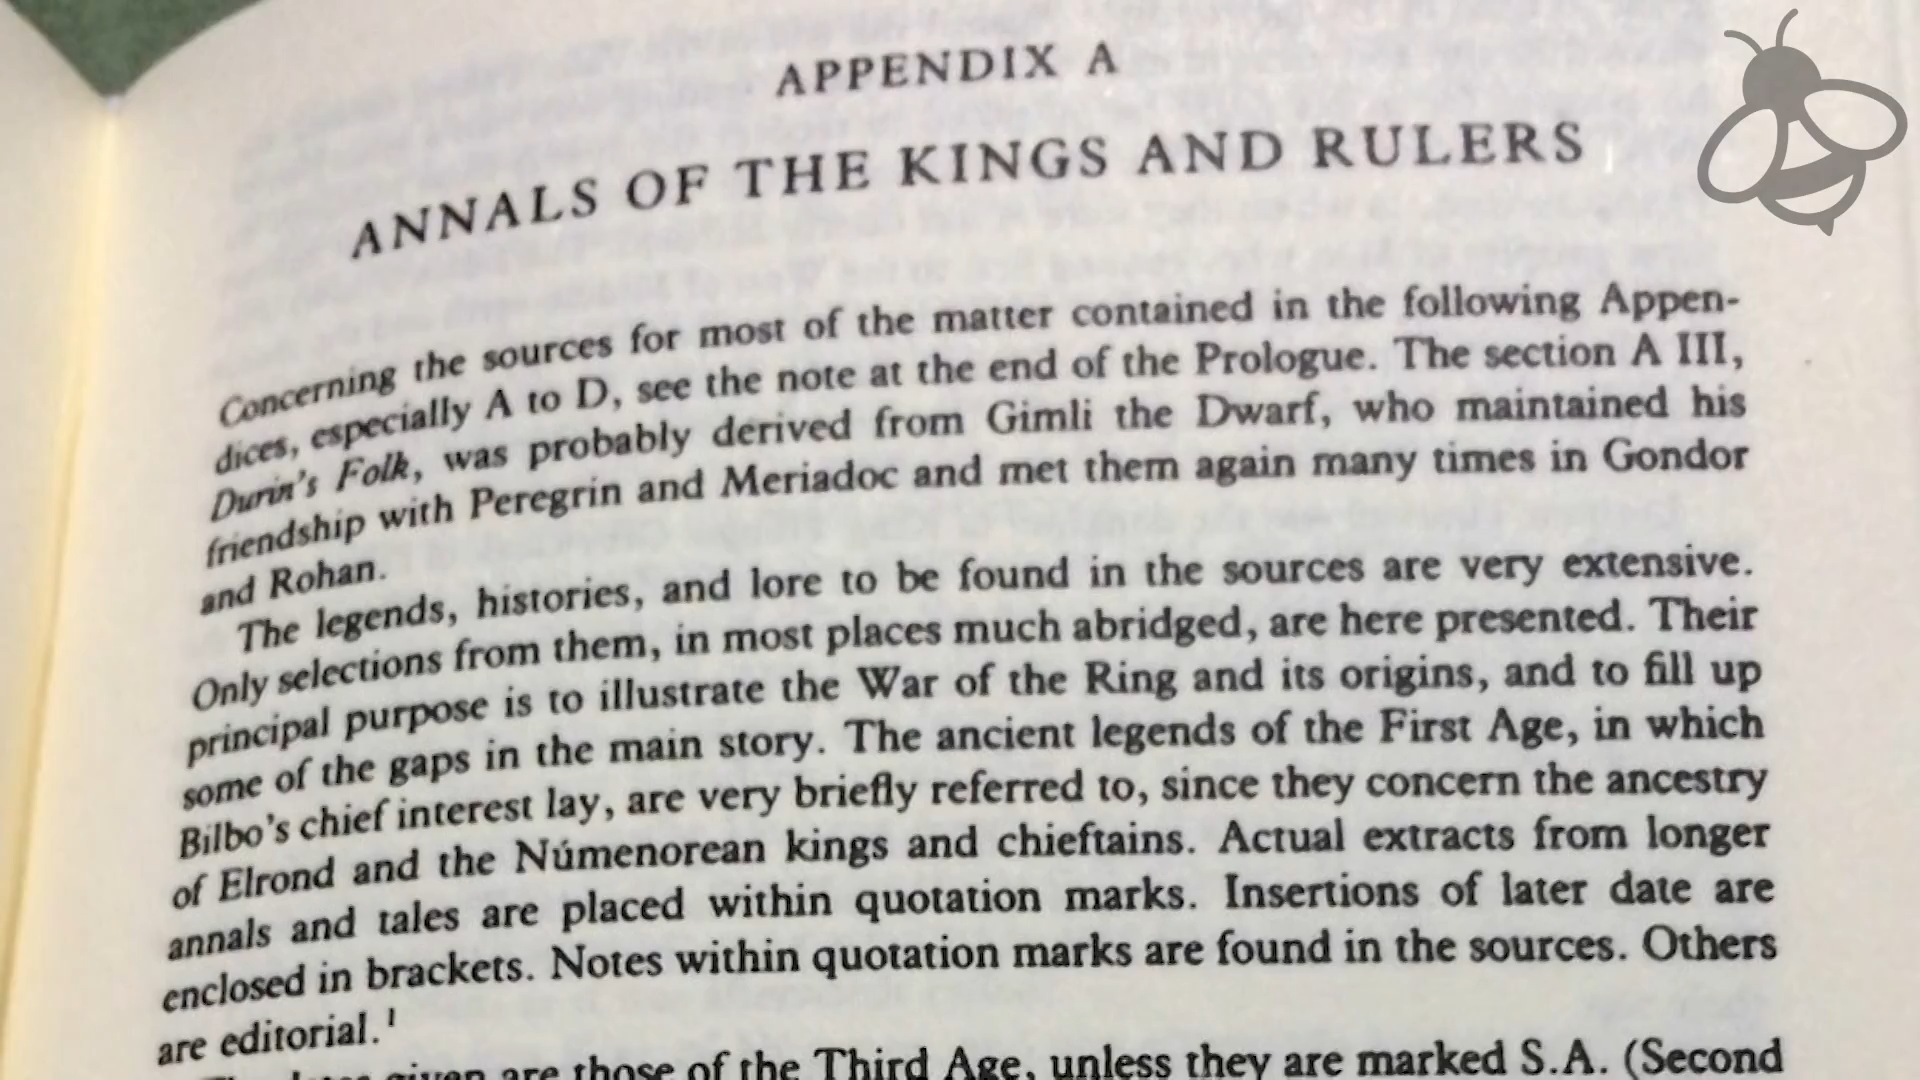 APPENDIX A
ANNALS OF THE KINGS AND RULERS
Concerning the sources for most of the matter contained in the following Appen-
dices, especially A to D, see the note at the end of the Prologue. The section A III,
Durin's Folk, was probably derived from Gimli the Dwarf, who maintained his
friendship with Peregrin and Meriadoc and met them again many times in Gondor
and Rohan.
The legends, histories, and lore to be found in the sources are very extensive.
Only selections from them, in most places much abridged, are here presented. Their
principal purpose is to illustrate the War of the Ring and its origins, and to fill up
some of the gaps in the main story. The ancient legends of the First Age, in which
Bilbo's chief interest lay, are very briefly referred to, since they concern the ancestry
of Elrond and the Númenorean kings and chieftains. Actual extracts from longer
annals and tales are placed within quotation marks. Insertions of later date are
enclosed in brackets. Notes within quotation marks are found in the sources. Others
are editorial.¹
given are those of the Third Age, unless they are marked S.A. (Second